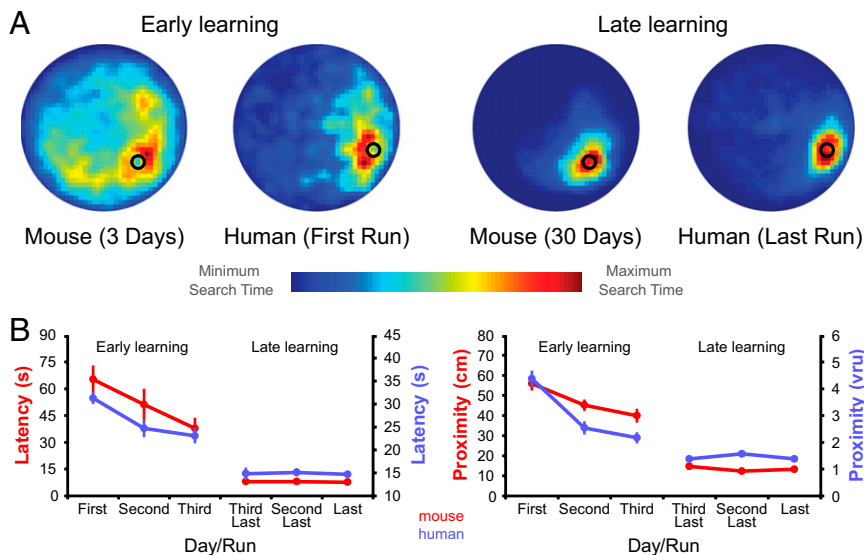 A
Early learning
Late learning
Mouse (3 Days)
Human (First Run)
Mouse (30 Days)
Human (Last Run)
Minimum
Search Time
Maximum
Search Time
B
Latency (s)
90
75
60
45
30
15
0
Early learning
Late learning
45
40
35
30
25
20
15
10
Latency (s)
First
Second
Third
Third
Last
Second
Last
Last
Day/Run
mouse
human
Proximity (cm)
80
70
60
50
40
30
20
10
0
Early learning
Late learning
6
5
4
3
2
1
0
Proximity (vru)
First
Second
Third
Third
Last
Second
Last
Last
Day/Run